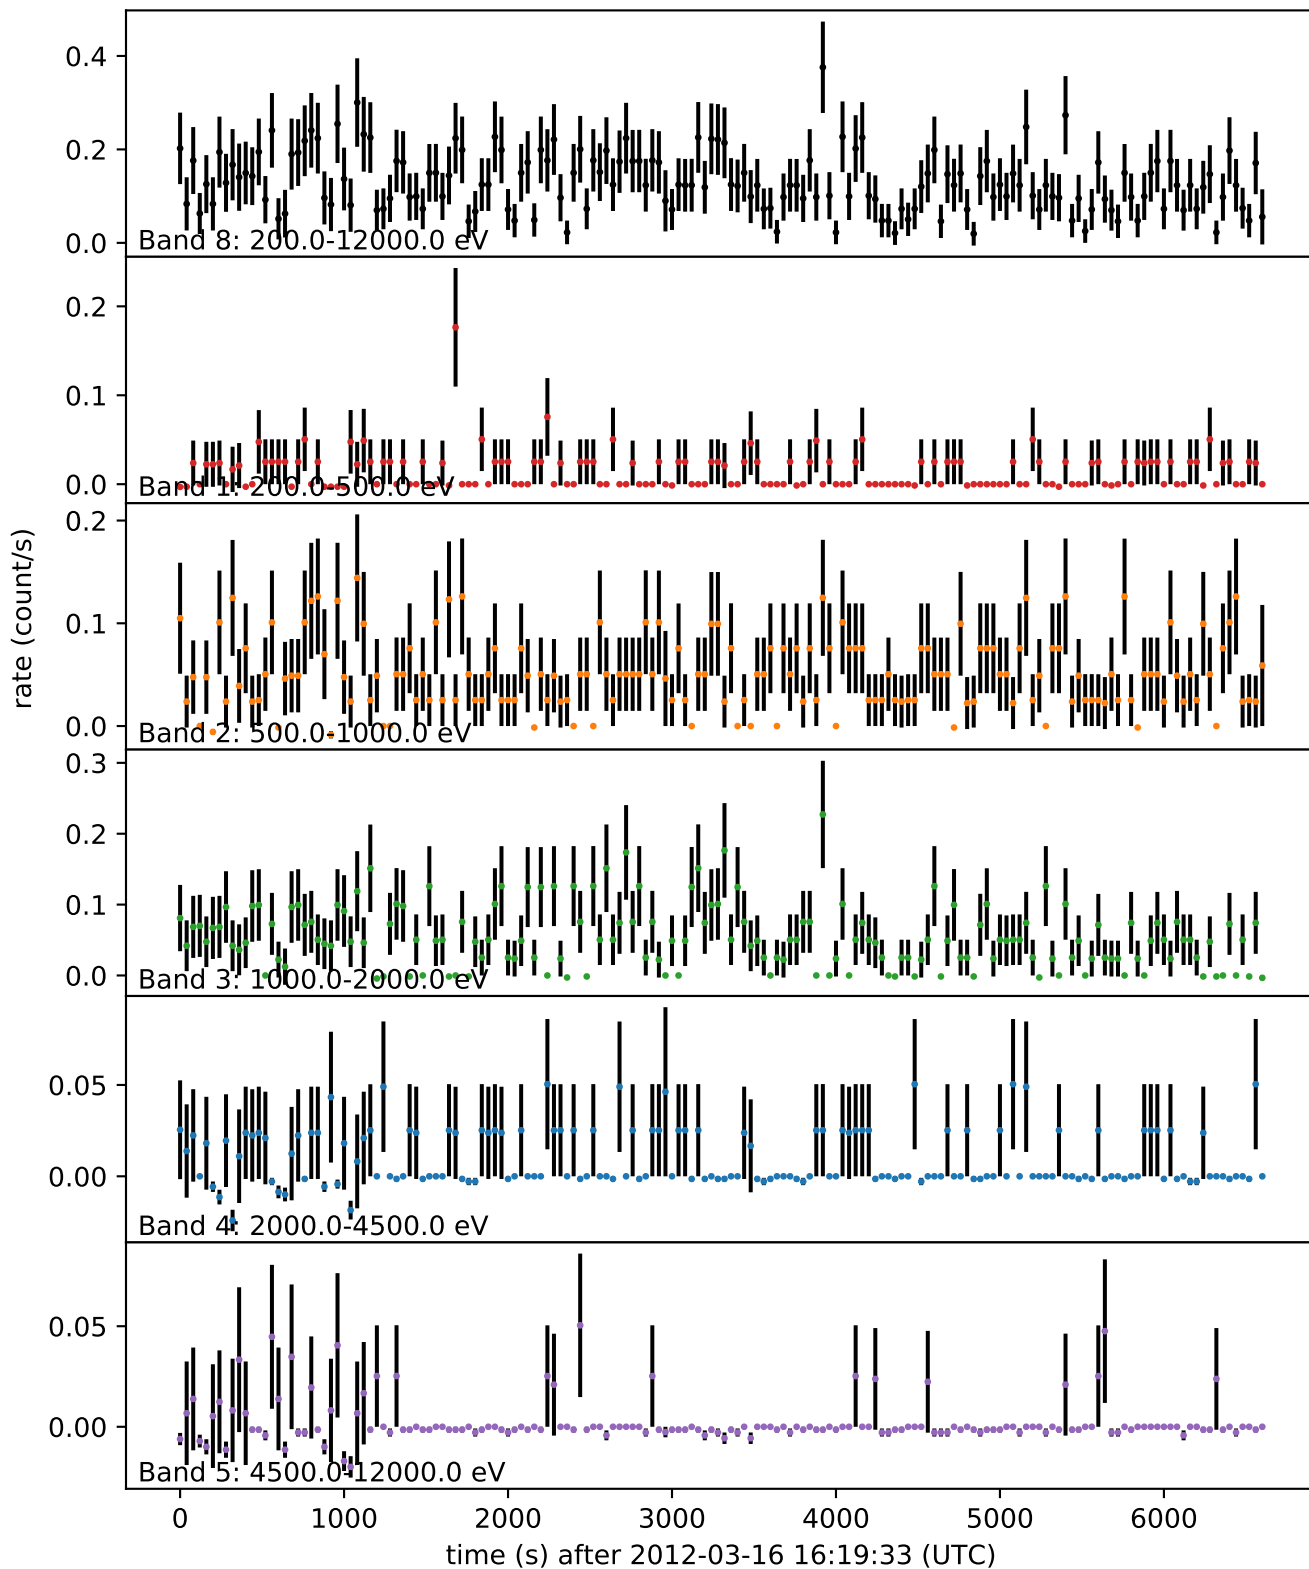 0.4
0.2
0.0
Band 8: 200.0-12000.0 eV
0.2
0.1
0.0
Band 1: 200.0-500.0 eV
0.2
0.1
0.0
Band 2: 500.0-1000.0 eV
rate (count/s)
0.3
0.2
0.1
0.0
Band 3: 1000.0-2000.0 eV
0.05
0.00
Band 4: 2000.0-4500.0 eV
0.05
0.00
Band 5: 4500.0-12000.0 eV
0 1000 2000 3000 4000 5000 6000
time (s) after 2012-03-16 16:19:33 (UTC)